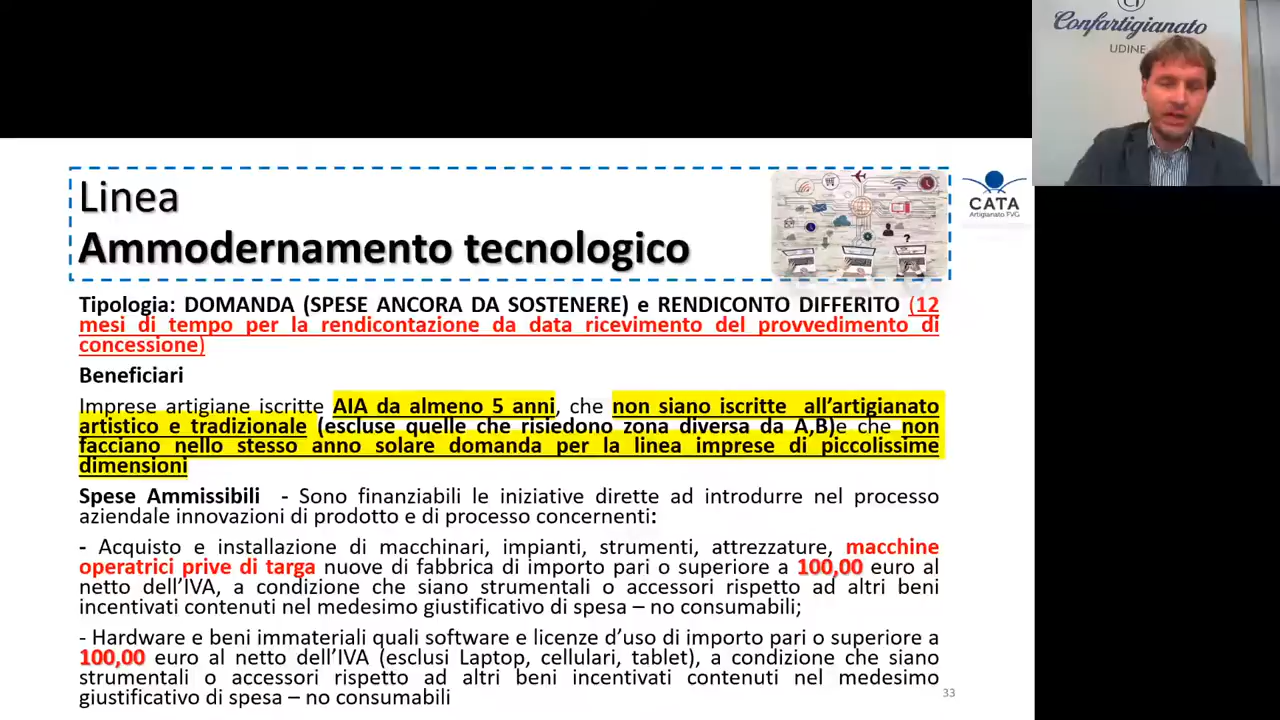 Confartigianato
UDINE
Linea
Ammodernamento tecnologico
CATA
Artigianato FVG
Tipologia: DOMANDA (SPESE ANCORA DA SOSTENERE) e RENDICONTO DIFFERITO (12
mesi di tempo per la rendicontazione da data ricevimento del provvedimento di
concessione)
Beneficiari
Imprese artigiane iscritte AIA da almeno 5 anni, che non siano iscritte all’artigianato
artistico e tradizionale (escluse quelle che risiedono zona diversa da A,B)e che non
facciano nello stesso anno solare domanda per la linea imprese di piccolissime
dimensioni
Spese Ammissibili - Sono finanziabili le iniziative dirette ad introdurre nel processo
aziendale innovazioni di prodotto e di processo concernenti:
- Acquisto e installazione di macchinari, impianti, strumenti, attrezzature, macchine
operatrici prive di targa nuove di fabbrica di importo pari o superiore a 100,00 euro al
netto dell’IVA, a condizione che siano strumentali o accessori rispetto ad altri beni
incentivati contenuti nel medesimo giustificativo di spesa – no consumabili;
- Hardware e beni immateriali quali software e licenze d’uso di importo pari o superiore a
100,00 euro al netto dell’IVA (esclusi Laptop, cellulari, tablet), a condizione che siano
strumentali o accessori rispetto ad altri beni incentivati contenuti nel medesimo
giustificativo di spesa – no consumabili
33